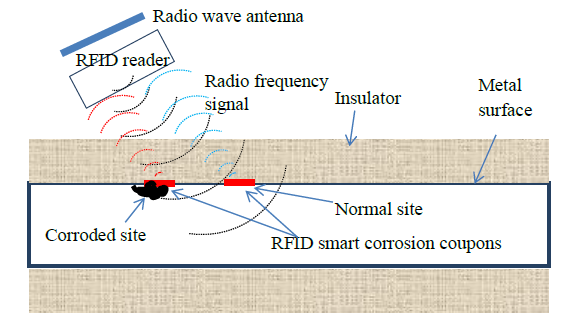 Radio wave antenna
RFID reader
Radio frequency
signal
Insulator
Metal
surface
Normal site
Corroded site
RFID smart corrosion coupons